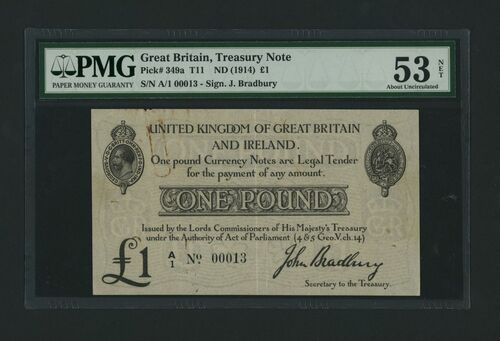 PMG
PAPER MONEY GUARANTY
Great Britain, Treasury Note
Pick# 349a T11 ND (1914) £1
S/N A/1 00013 - Sign. J. Bradbury
53 NET
About Uncirculated
UNITED KINGDOM OF GREAT BRITAIN
AND IRELAND.
One pound Currency Notes are Legal Tender
for the payment of any amount.
ONE POUND
Issued by the Lords Commissioners of His Majesty's Treasury
under the Authority of Act of Parliament (4 & 5 Geo.V. ch.14)
£1
A/1 Nº 00013
John Bradbury
Secretary to the Treasury.